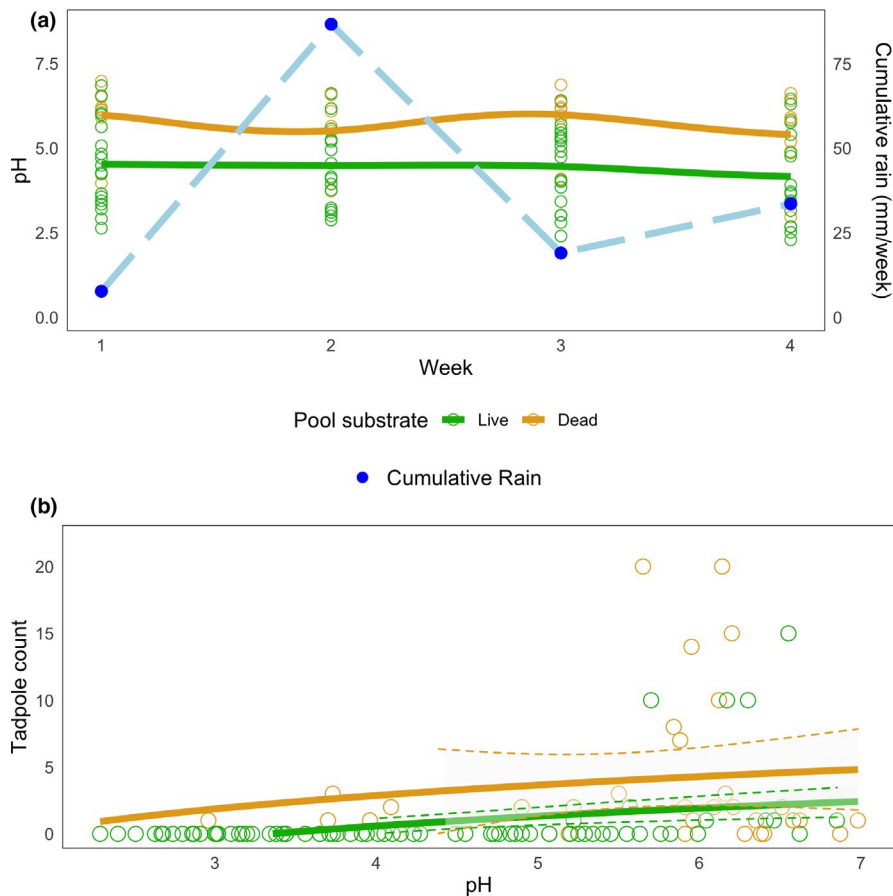 (a)
7.5
5.0
2.5
0.0
pH
75
50
25
0
Cumulative rain (mm/week)
1 2 3 4
Week
Pool substrate Live Dead
Cumulative Rain
(b)
20
15
10
5
0
Tadpole count
3 4 5 6 7
pH